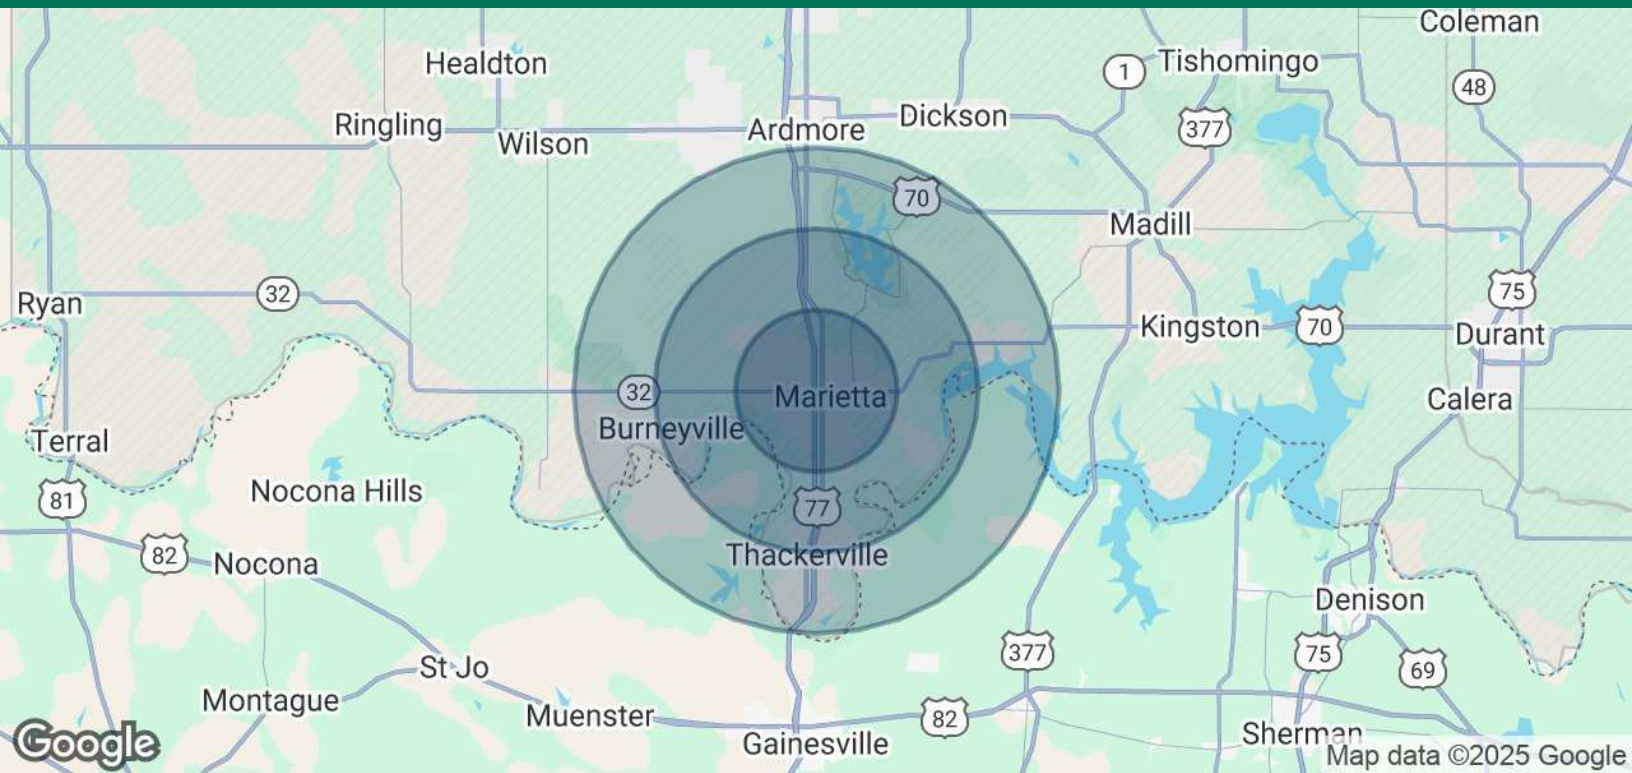 Coleman
Healdton
Tishomingo
1
48
Ringling
Wilson
Ardmore
Dickson
377
70
Madill
Ryan
32
75
Kingston
70
Durant
32
Marietta
Calera
Burneyville
Terral
81
Nocona Hills
77
82
Nocona
Thackerville
Denison
377
75
69
St Jo
Montague
Muenster
82
Gainesville
Sherman
Google
Map data ©2025 Google